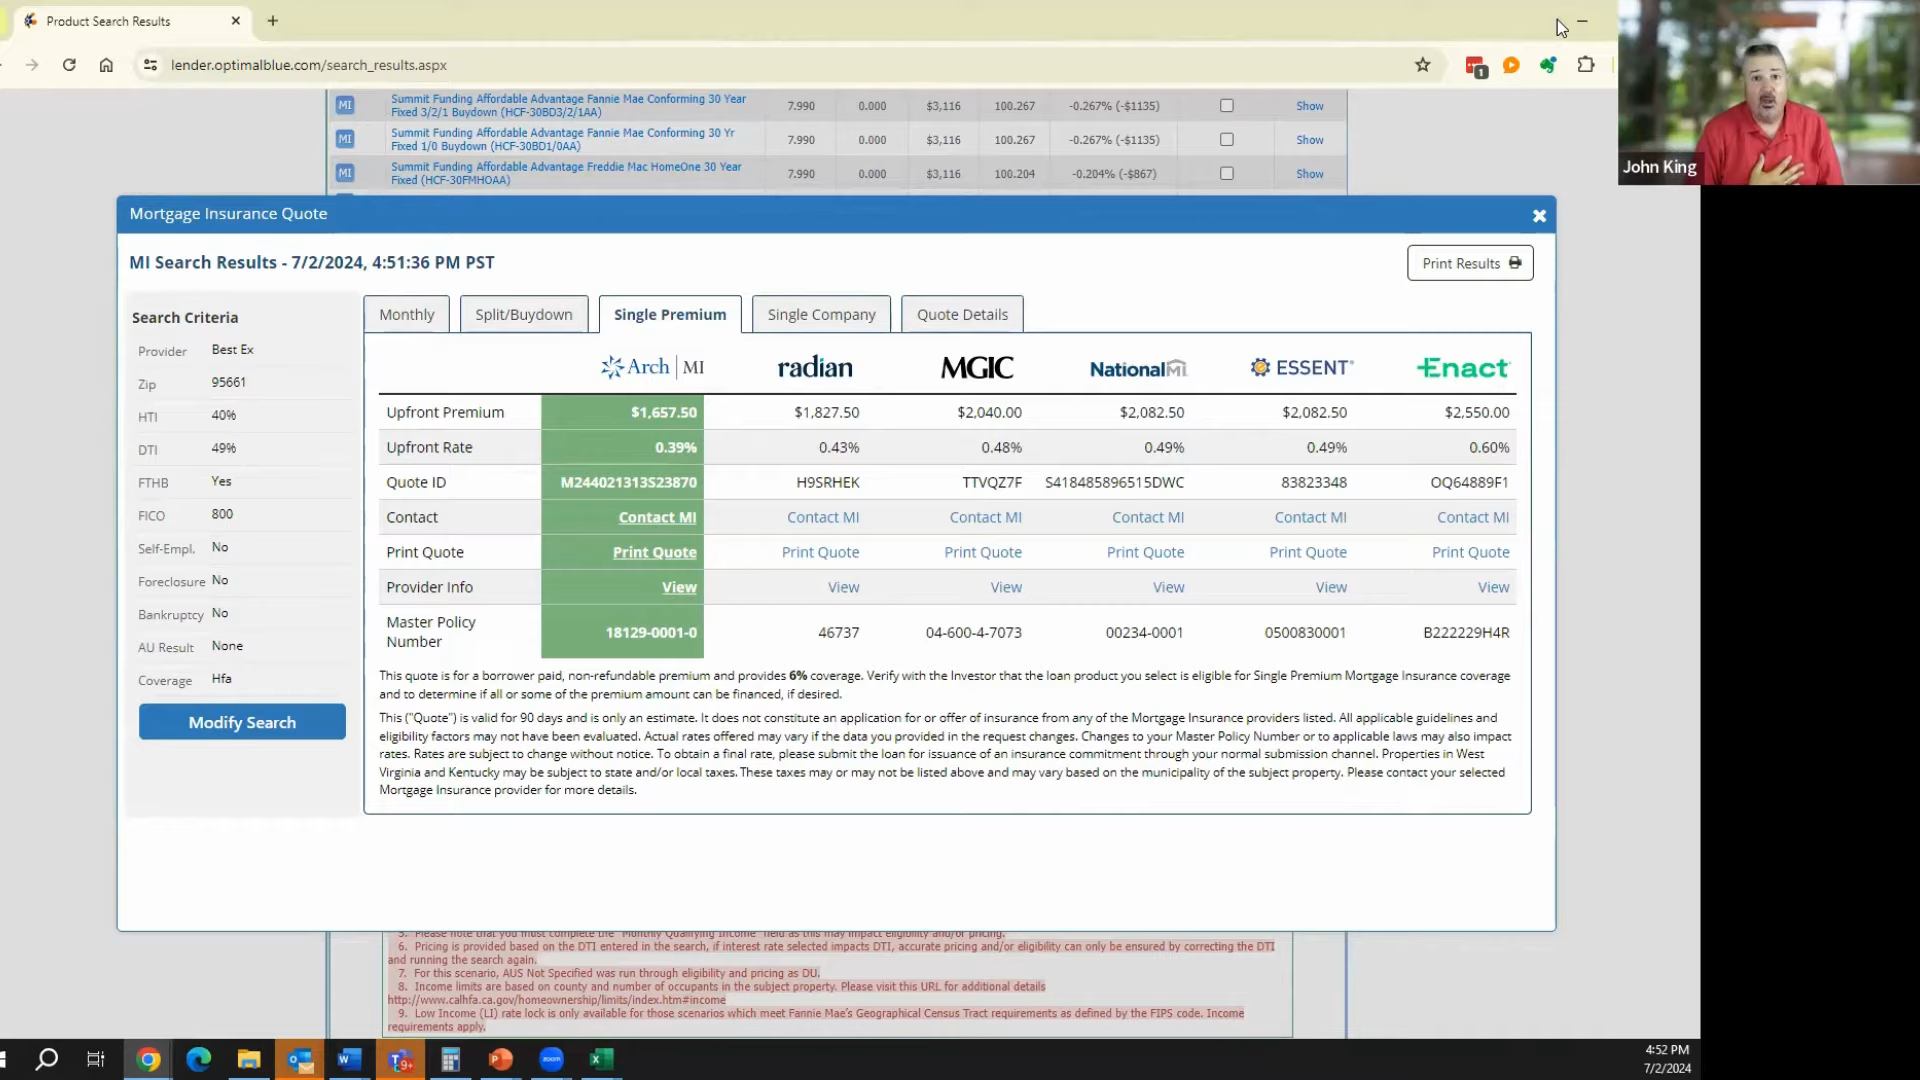 Product Search Results
lender.optimalblue.com/search_results.aspx
1
MI Summit Funding Affordable Advantage Fannie Mae Conforming 30 Year 7.990 0.000 $3,116 100.267 -0.267% (-$1135) Show
Fixed 3/2/1 Buydown (HCF-30BD3/2/1AA)
MI Summit Funding Affordable Advantage Fannie Mae Conforming 30 Yr 7.990 0.000 $3,116 100.267 -0.267% (-$1135) Show
Fixed 1/0 Buydown (HCF-30BD1/0AA)
MI Summit Funding Affordable Advantage Freddie Mac HomeOne 30 Year 7.990 0.000 $3,116 100.204 -0.204% (-$867) Show
Fixed (HCF-30FMHOAA)
John King
Mortgage Insurance Quote
MI Search Results - 7/2/2024, 4:51:36 PM PST
Print Results
Search Criteria
Provider Best Ex
Zip 95661
HTI 40%
DTI 49%
FTHB Yes
FICO 800
Self-Empl. No
Foreclosure No
Bankruptcy No
AU Result None
Coverage Hfa
Modify Search
Monthly Split/Buydown Single Premium Single Company Quote Details
Arch MI radian MGIC NationalMI ESSENT Enact
Upfront Premium $1,657.50 $1,827.50 $2,040.00 $2,082.50 $2,082.50 $2,550.00
Upfront Rate 0.39% 0.43% 0.48% 0.49% 0.49% 0.60%
Quote ID M244021313S23870 H9SRHEK TTVQZ7F S418485896515DWC 83823348 OQ64889F1
Contact Contact MI Contact MI Contact MI Contact MI Contact MI Contact MI
Print Quote Print Quote Print Quote Print Quote Print Quote Print Quote Print Quote
Provider Info View View View View View View
Master Policy
Number 18129-0001-0 46737 04-600-4-7073 00234-0001 0500830001 B222229H4R
This quote is for a borrower paid, non-refundable premium and provides 6% coverage. Verify with the Investor that the loan product you select is eligible for Single Premium Mortgage Insurance coverage
and to determine if all or some of the premium amount can be financed, if desired.
This ("Quote") is valid for 90 days and is only an estimate. It does not constitute an application for or offer of insurance from any of the Mortgage Insurance providers listed. All applicable guidelines and
eligibility factors may not have been evaluated. Actual rates offered may vary if the data you provided in the request changes. Changes to your Master Policy Number or to applicable laws may also impact
rates. Rates are subject to change without notice. To obtain a final rate, please submit the loan for issuance of an insurance commitment through your normal submission channel. Properties in West
Virginia and Kentucky may be subject to state and/or local taxes. These taxes may or may not be listed above and may vary based on the municipality of the subject property. Please contact your selected
Mortgage Insurance provider for more details.
5. Please note that you must complete the "Monthly Qualifying Income" field as this may impact eligibility and/or pricing.
6. Pricing is provided based on the DTI entered in the search, if interest rate selected impacts DTI, accurate pricing and/or eligibility can only be ensured by correcting the DTI
and running the search again.
7. For this scenario, AUS Not Specified was run through eligibility and pricing as DU.
8. Income limits are based on county and number of occupants in the subject property. Please visit this URL for additional details
http://www.calhfa.ca.gov/homeownership/limits/index.htm#income
9. Low Income (LI) rate lock is only available for those scenarios which meet Fannie Mae's Geographical Census Tract requirements as defined by the FIPS code. Income
requirements apply.
9+
zoom
4:52 PM
7/2/2024